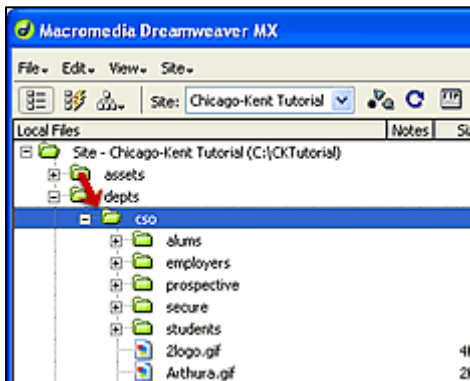 Macromedia Dreamweaver MX
File Edit View Site
Site: Chicago-Kent Tutorial
Local Files Notes
Site - Chicago-Kent Tutorial (C:\CKTutorial)
assets
depts
cso
alums
employers
prospective
secure
students
2logo.gif
Arthura.gif